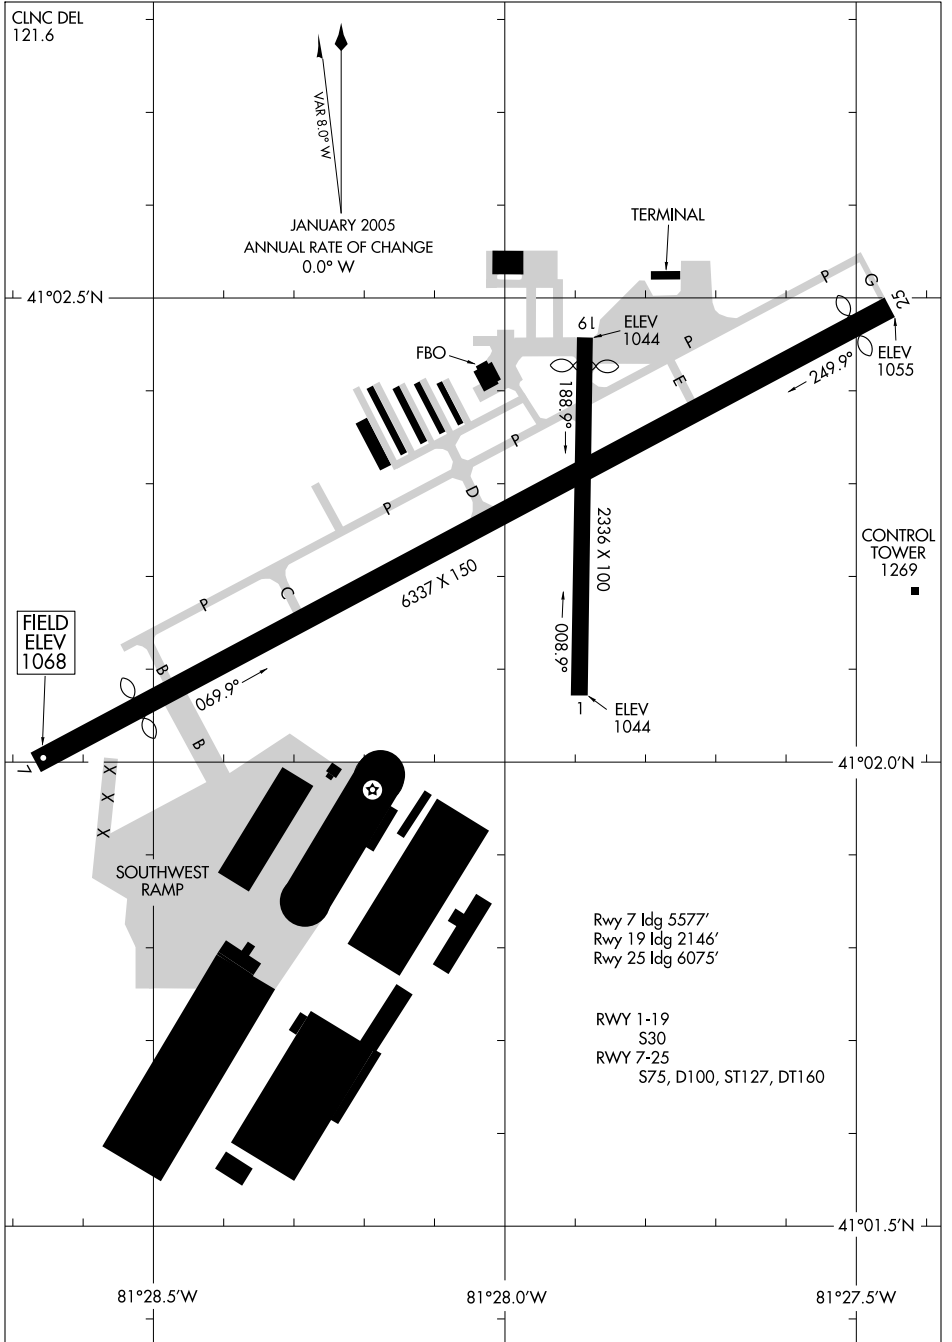 CLNC DEL
121.6
VAR 8.0° W
JANUARY 2005
ANNUAL RATE OF CHANGE
0.0° W
TERMINAL
41°02.5'N
P
G
25
19
ELEV
1044
FBO
P
E
ELEV
1055
249.9°
188.9°
P
D
P
2336 X 100
CONTROL
TOWER
1269
6337 X 150
C
P
FIELD
ELEV
1068
B
069.9°
008.9°
1
ELEV
1044
B
7
41°02.0'N
X
X
X
SOUTHWEST
RAMP
Rwy 7 ldg 5577'
Rwy 19 ldg 2146'
Rwy 25 ldg 6075'
RWY 1-19
S30
RWY 7-25
S75, D100, ST127, DT160
41°01.5'N
81°28.5'W
81°28.0'W
81°27.5'W